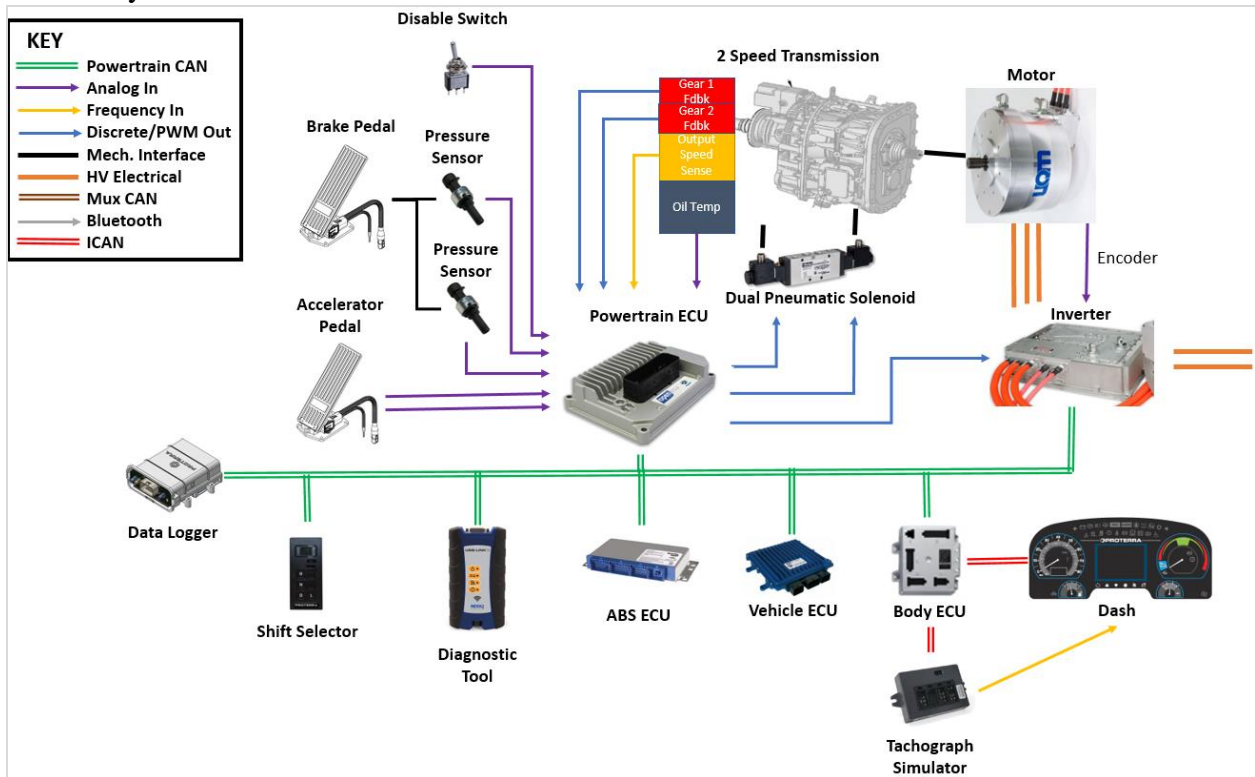 Disable Switch
KEY
Powertrain CAN
Analog In
Frequency In
Discrete/PWM Out
Mech. Interface
HV Electrical
Mux CAN
Bluetooth
ICAN
2 Speed Transmission
Gear 1
Fdbk
Gear 2
Fdbk
Output
Speed
Sense
Oil Temp
Motor
UQM
Brake Pedal
Pressure
Sensor
Pressure
Sensor
Encoder
Dual Pneumatic Solenoid
Accelerator
Pedal
Powertrain ECU
Inverter
Data Logger
Shift Selector
PROTERRA
Diagnostic
Tool
ABS ECU
Vehicle ECU
Body ECU
PROTERRA
Dash
Tachograph
Simulator